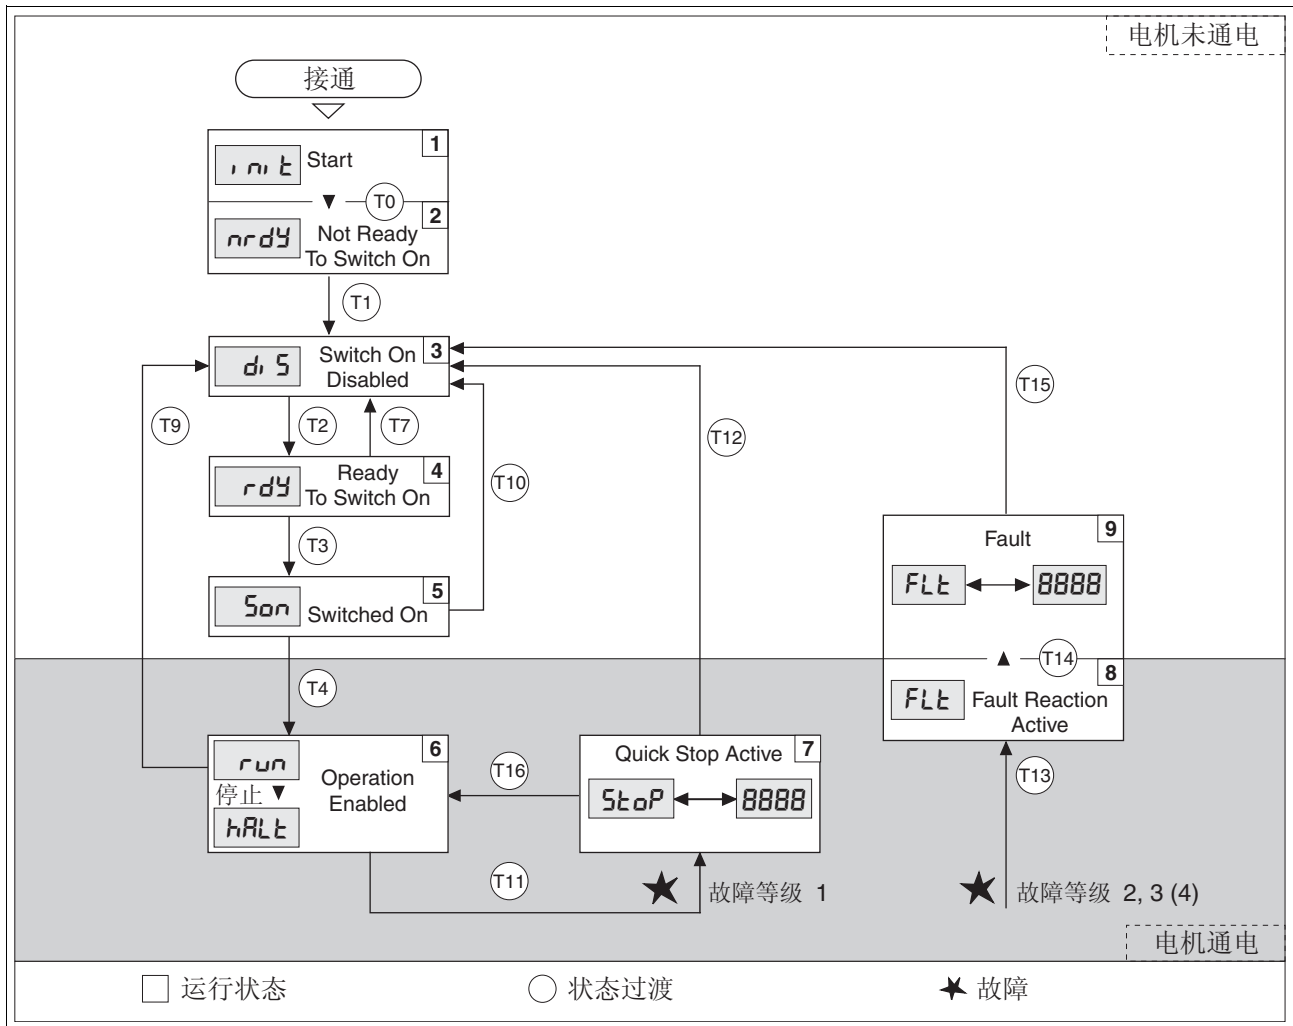 电机未通电
接通
1
init Start
T0
2
nrdy Not Ready
To Switch On
T1
3
diS Switch On
Disabled
T15
T9
T2
T7
T12
4
rdy Ready
To Switch On
T10
T3
9
Fault
FLt 8888
5
Son Switched On
T14
8
FLt Fault Reaction
Active
T4
6
run
停止
hALt
Operation
Enabled
T16
7
Quick Stop Active
StoP 8888
T13
T11
故障等级 1
故障等级 2, 3 (4)
电机通电
运行状态
状态过渡
故障